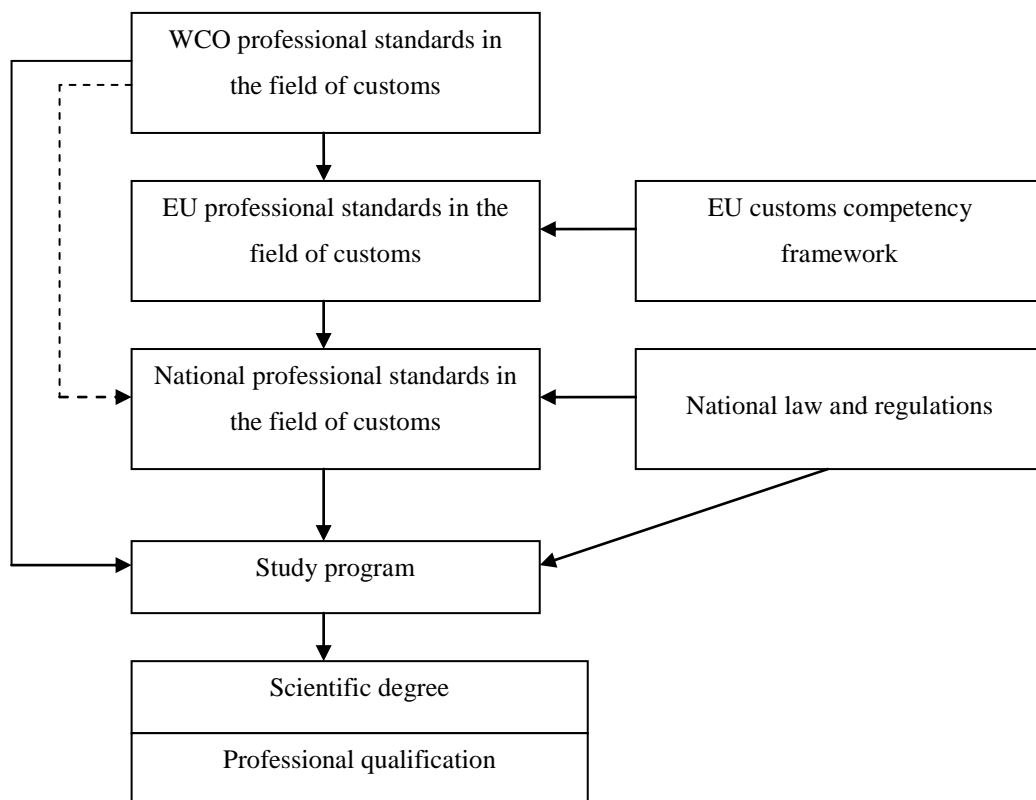 WCO professional standards in
the field of customs
EU professional standards in the
field of customs
EU customs competency
framework
National professional standards in
the field of customs
National law and regulations
Study program
Scientific degree
Professional qualification